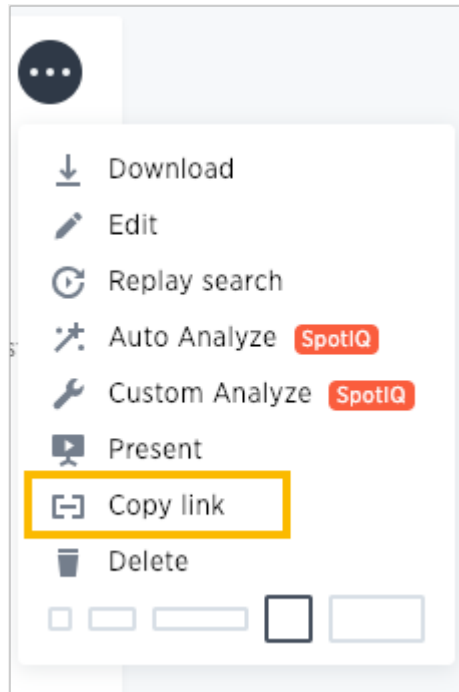 Download
Edit
Replay search
Auto Analyze SpotIQ
Custom Analyze SpotIQ
Present
Copy link
Delete